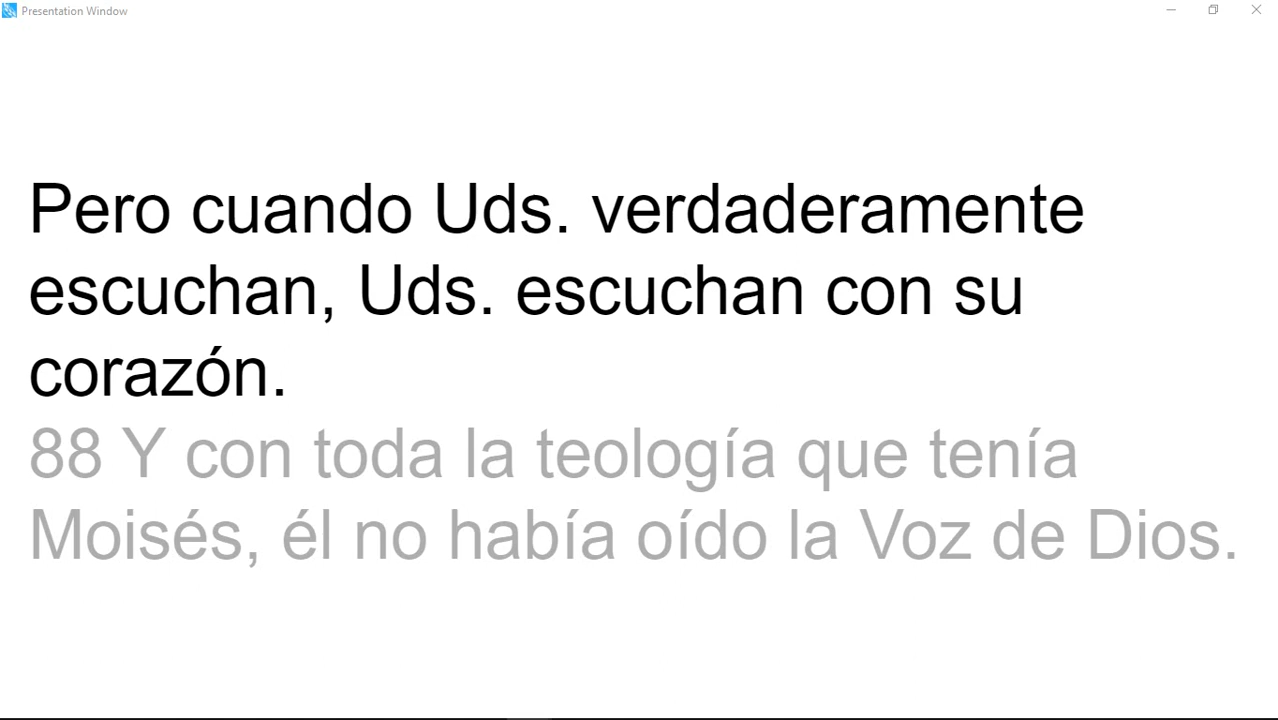 Presentation Window
Pero cuando Uds. verdaderamente
escuchan, Uds. escuchan con su
corazón.
88 Y con toda la teología que tenía
Moisés, él no había oído la Voz de Dios.